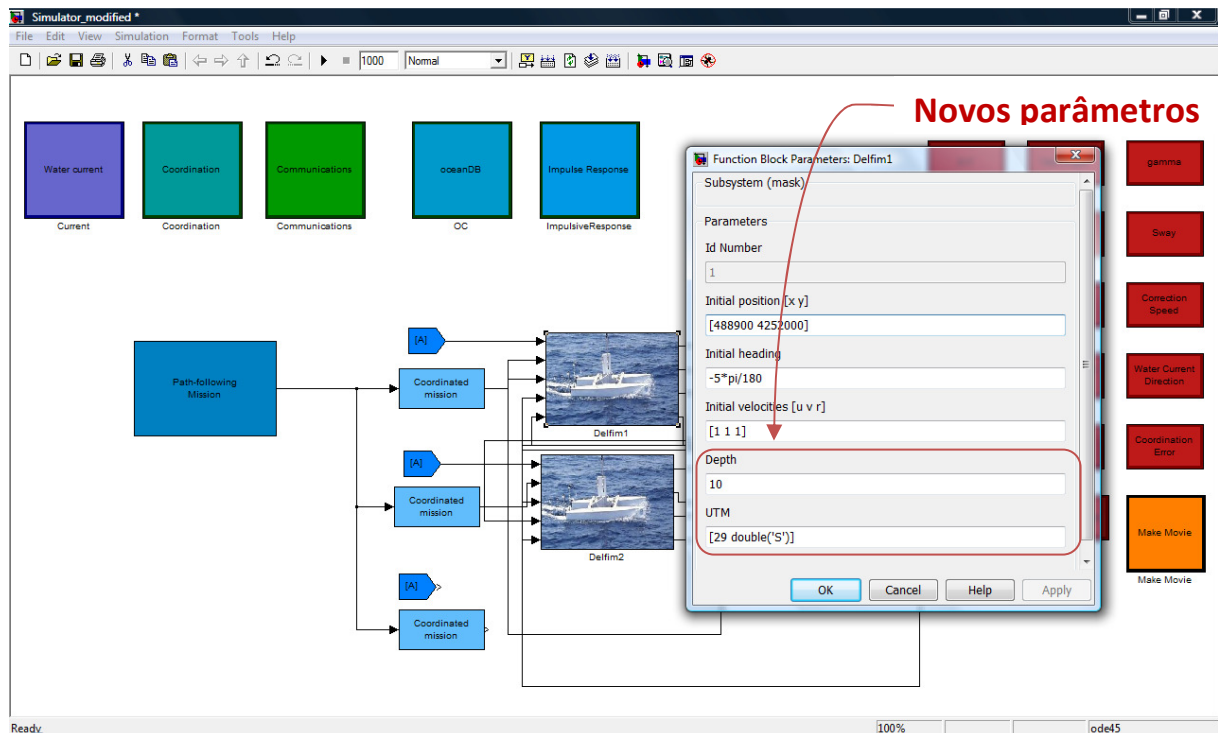 Simulator_modified *
File Edit View Simulation Format Tools Help
1000 Normal
Novos parâmetros
Water current
Current
Coordination
Coordination
Communications
Communications
oceanDB
OC
Impulse Response
ImpulsiveResponse
gamma
Sway
Correction
Speed
Water Current
Direction
Coordination
Error
Make Movie
Make Movie
Path-following
Mission
[A]
Coordinated
mission
Delfim1
[A]
Coordinated
mission
Delfim2
[A]
Coordinated
mission
Function Block Parameters: Delfim1
Subsystem (mask)
Parameters
Id Number
1
Initial position [x y]
[488900 4252000]
Initial heading
-5*pi/180
Initial velocities [u v r]
[1 1 1]
Depth
10
UTM
[29 double('S')]
OK Cancel Help Apply
Ready 100% ode45